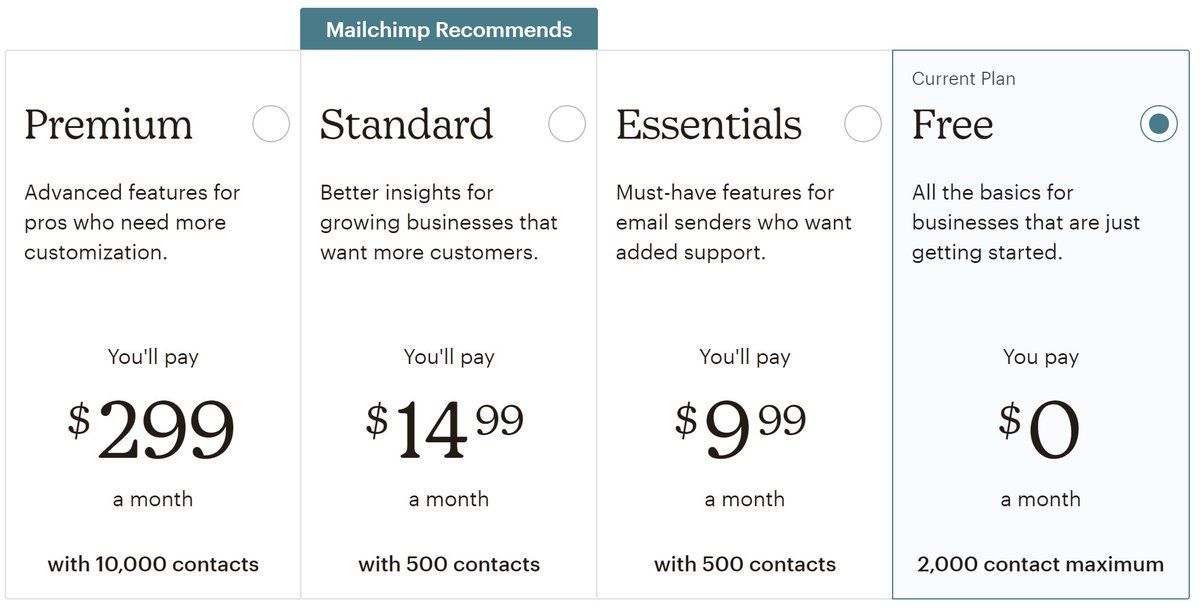 Mailchimp Recommends
Premium
Advanced features for
pros who need more
customization.
You'll pay
$299
a month
with 10,000 contacts
Standard
Better insights for
growing businesses that
want more customers.
You'll pay
$14 99
a month
with 500 contacts
Essentials
Must-have features for
email senders who want
added support.
You'll pay
$9 99
a month
with 500 contacts
Current Plan
Free
All the basics for
businesses that are just
getting started.
You pay
$0
a month
2,000 contact maximum